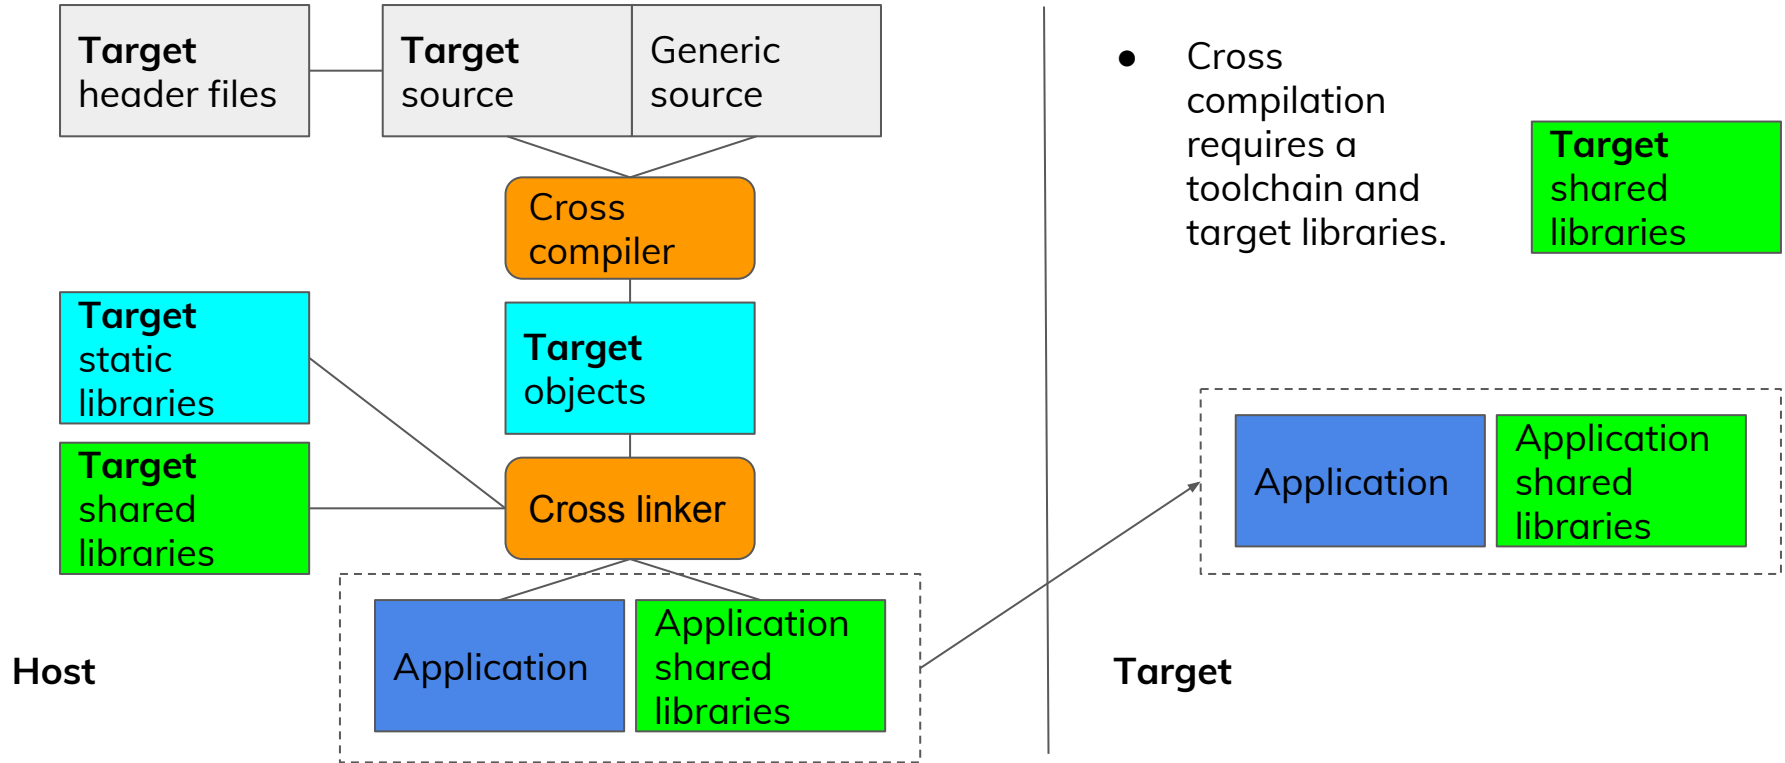 Target
header files
Target
source
Generic
source
Cross
compiler
Target
static
libraries
Target
objects
Target
shared
libraries
Cross linker
Application
Application
shared
libraries
Host
● Cross
compilation
requires a
toolchain and
target libraries.
Target
shared
libraries
Application
Application
shared
libraries
Target